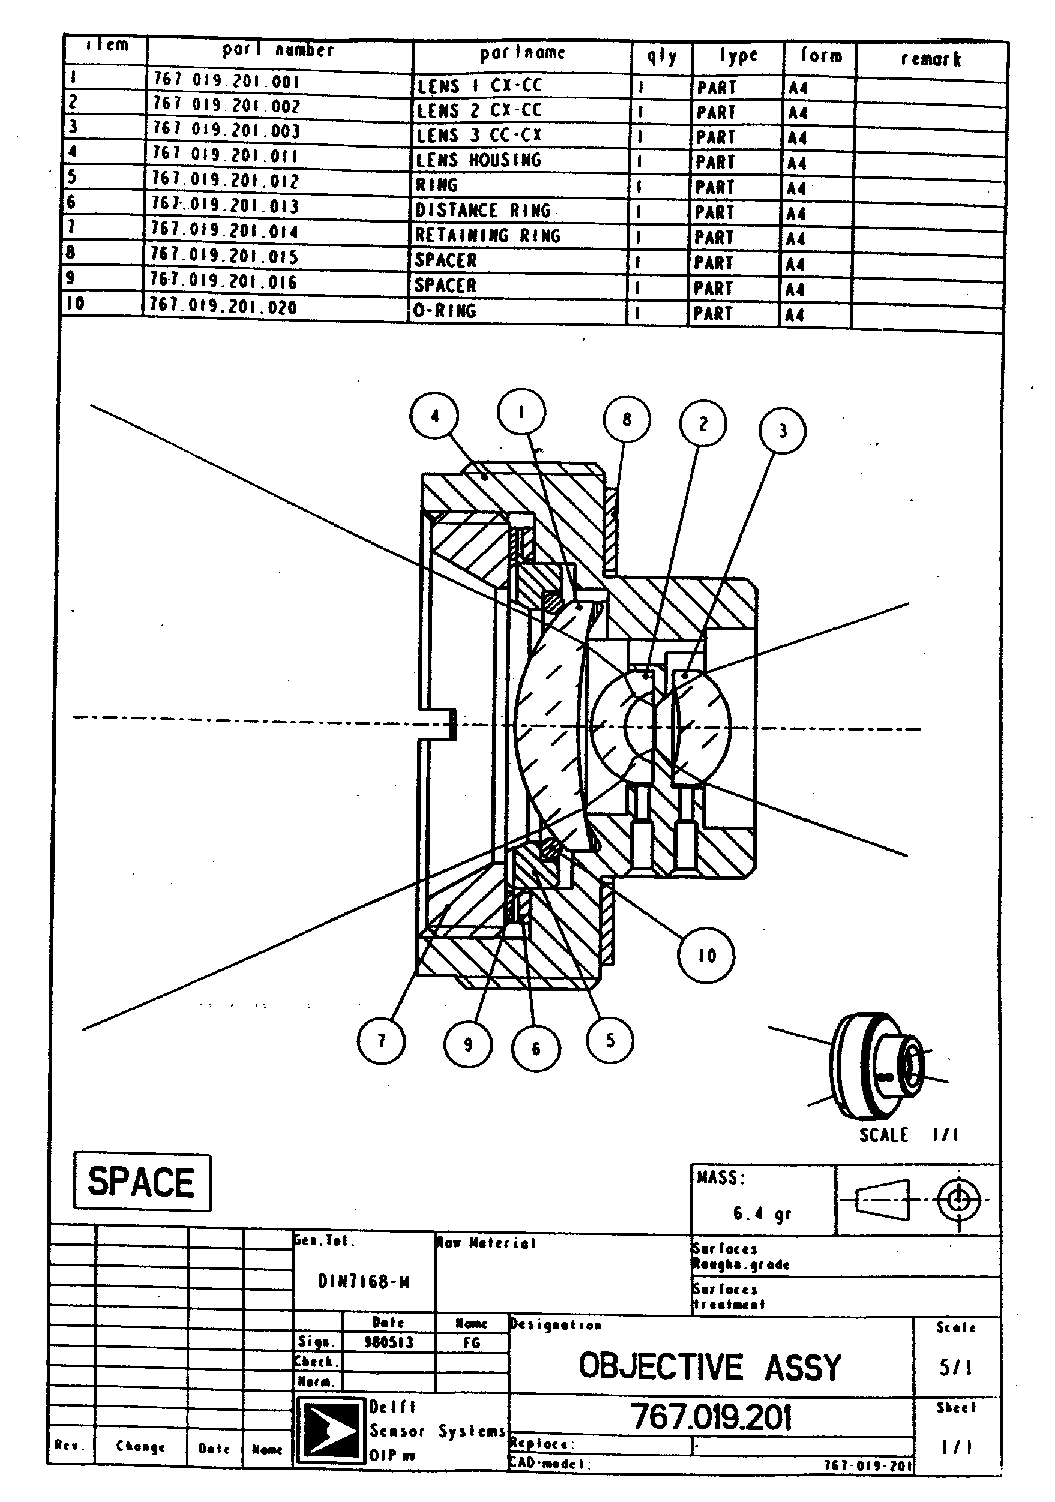 item part number partname qty type form remark
1 767.019.201.001 LENS 1 CX-CC 1 PART A4
2 767.019.201.002 LENS 2 CX-CC 1 PART A4
3 767.019.201.003 LENS 3 CC-CX 1 PART A4
4 767.019.201.011 LENS HOUSING 1 PART A4
5 767.019.201.012 RING 1 PART A4
6 767.019.201.013 DISTANCE RING 1 PART A4
7 767.019.201.014 RETAINING RING 1 PART A4
8 767.019.201.015 SPACER 1 PART A4
9 767.019.201.016 SPACER 1 PART A4
10 767.019.201.020 O-RING 1 PART A4
4 1 8 2 3
10
7 9 6 5
SCALE 1/1
SPACE
MASS:
6.4 gr
Gen.Tol.
DIN7168-M
Raw Material
Surfaces
Roughn.grade
Surfaces
treatment
Date Name
Sign. 980513 FG
Check.
Norm.
Designation
OBJECTIVE ASSY
Scale
5/1
767.019.201
Sheet
1/1
Delft
Sensor Systems
OIP nv
Replace: -
CAD-model: 767-019-201
Rev. Change Date Name